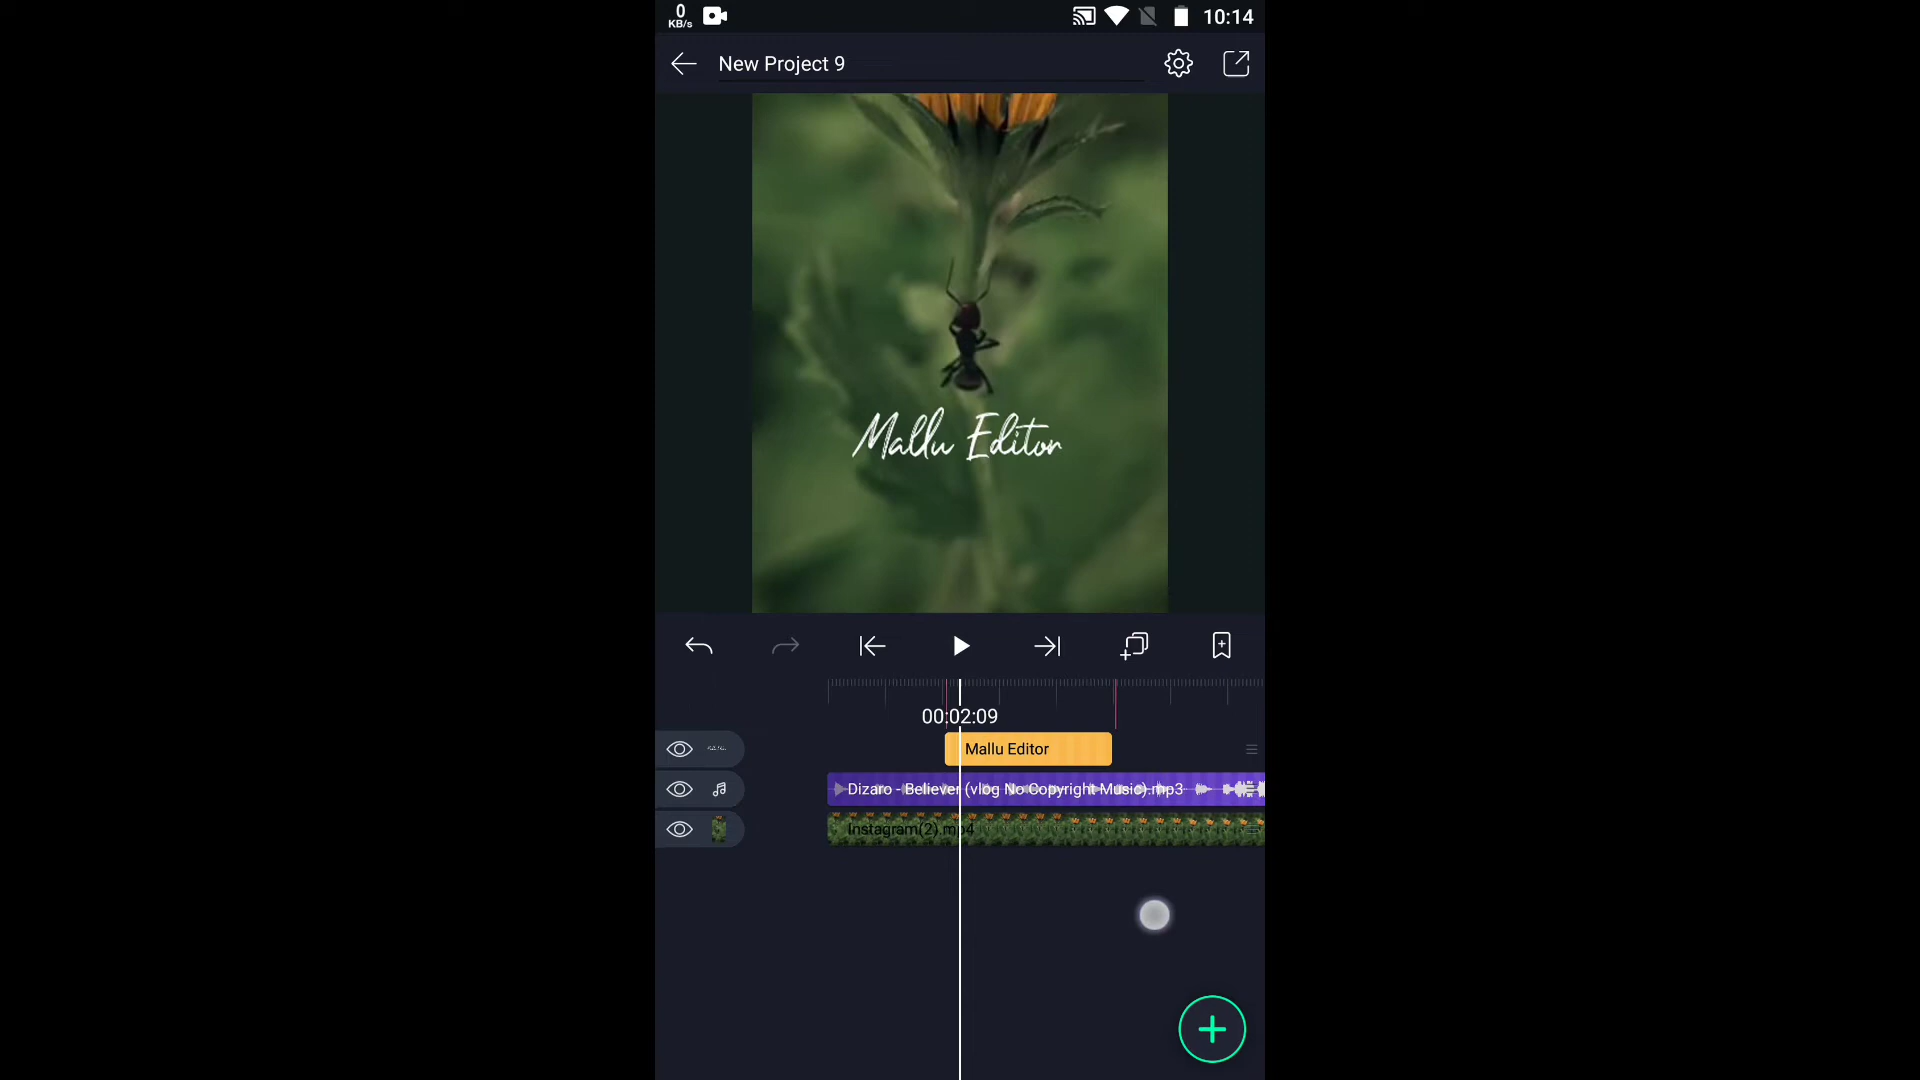 0
KB/s
10:14
New Project 9
Mallu Editor
00:02:09
Mallu Editor
Dizaro - Believer (vlog No Copyright Music).mp3
Instagram(2).mp4